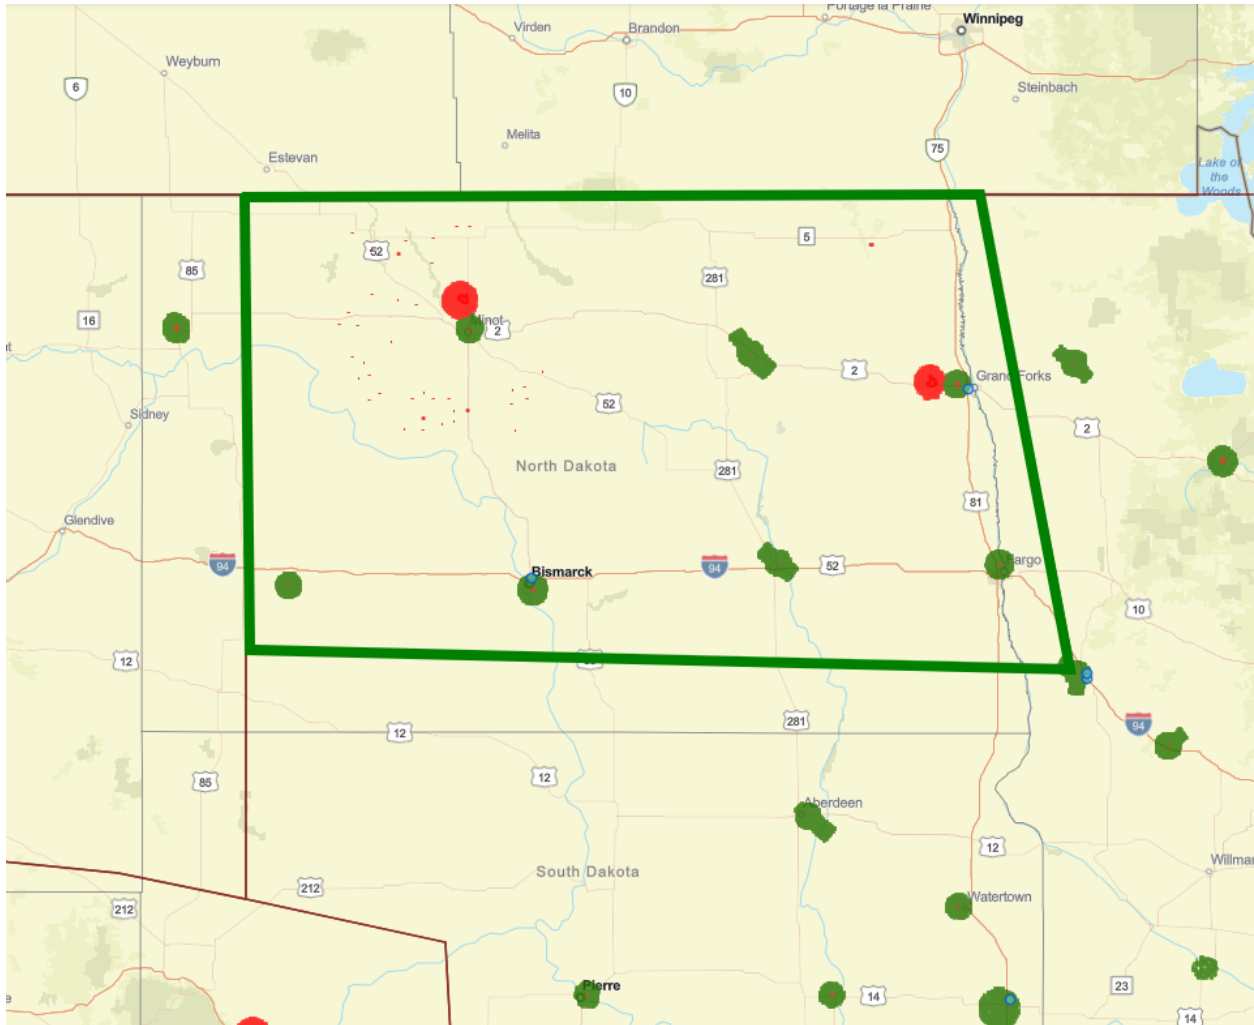 Portage la Prairie
Winnipeg
Virden
Brandon
Weyburn
6
10
Steinbach
Melita
75
Estevan
Lake of
the
Woods
52
5
85
281
16
Minot
2
2
Grand Forks
Sidney
52
2
North Dakota
281
81
Glendive
94
Bismarck
94
52
Fargo
10
12
281
94
12
85
12
Aberdeen
12
South Dakota
Willmar
212
212
Watertown
Pierre
14
23
14